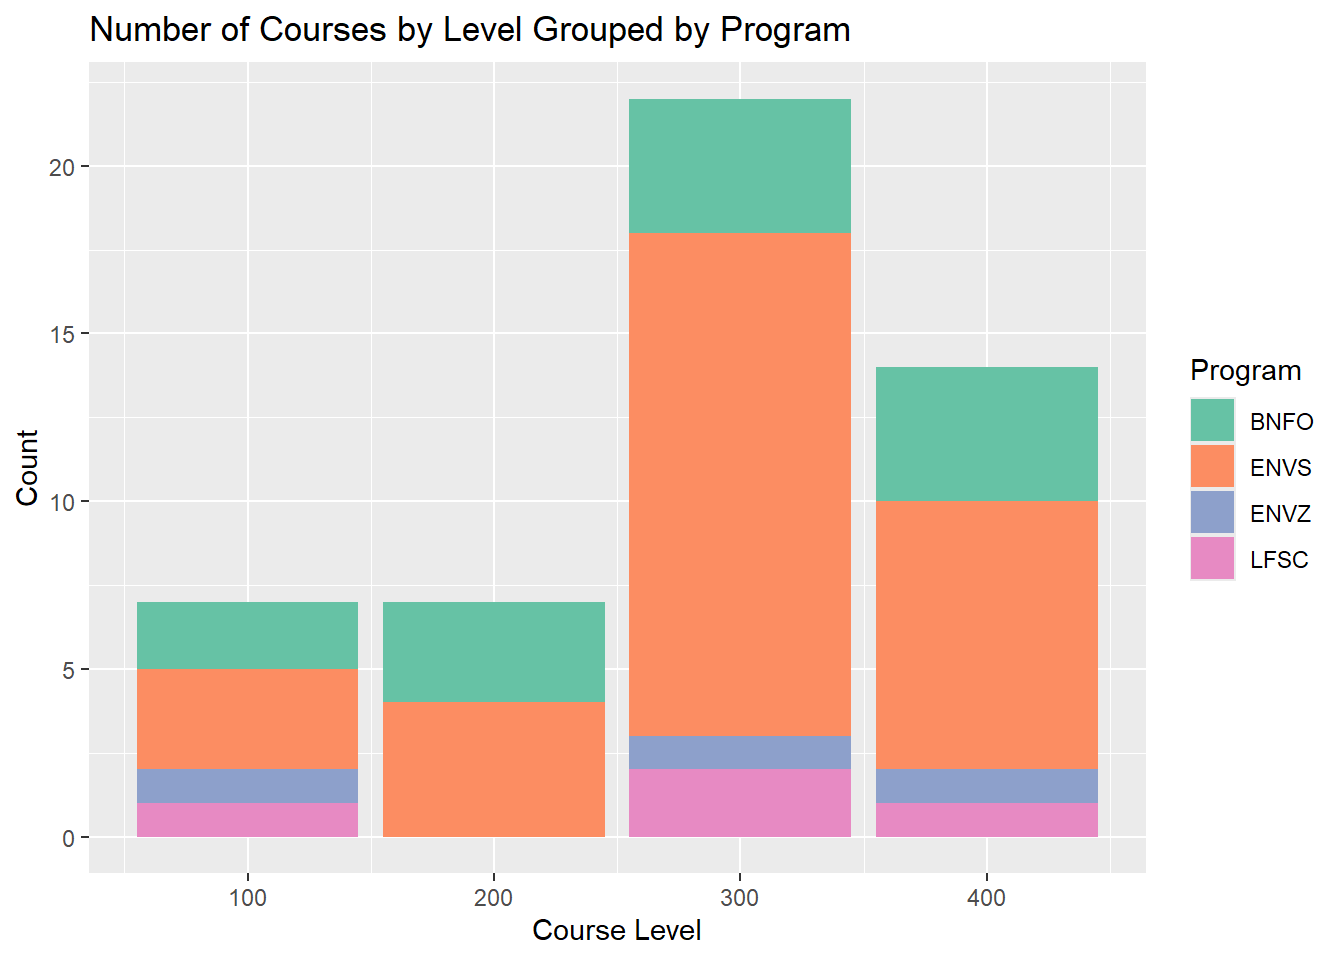 Number of Courses by Level Grouped by Program
20
15
10
5
0
Count
100 200 300 400
Course Level
Program
BNFO
ENVS
ENVZ
LFSC